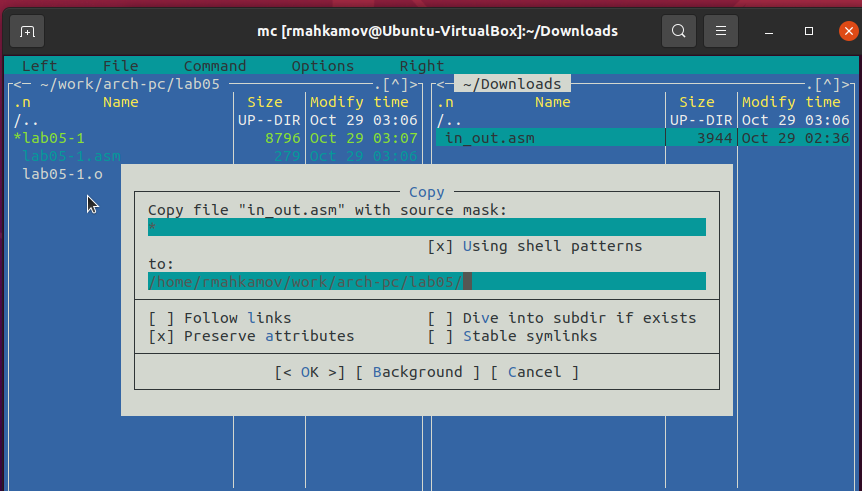 mc [rmahkamov@Ubuntu-VirtualBox]:~/Downloads
Left File Command Options Right
<─ ~/work/arch-pc/lab05 ─.[^]>
.n Name Size Modify time
/.. UP--DIR Oct 29 03:06
*lab05-1 8796 Oct 29 03:07
lab05-1.asm 279 Oct 29 03:06
lab05-1.o
<─ ~/Downloads ─.[^]>
.n Name Size Modify time
/.. UP--DIR Oct 29 03:06
in_out.asm 3944 Oct 29 02:36
Copy
Copy file "in_out.asm" with source mask:
*
[x] Using shell patterns
to:
/home/rmahkamov/work/arch-pc/lab05/
[ ] Follow links [ ] Dive into subdir if exists
[x] Preserve attributes [ ] Stable symlinks
[< OK >] [ Background ] [ Cancel ]